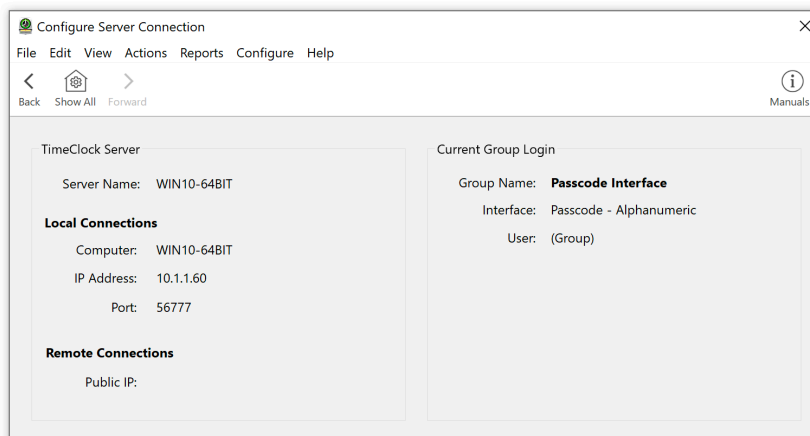 Configure Server Connection
File Edit View Actions Reports Configure Help
Back Show All Forward
Manuals
TimeClock Server
Server Name: WIN10-64BIT
Local Connections
Computer: WIN10-64BIT
IP Address: 10.1.1.60
Port: 56777
Remote Connections
Public IP:
Current Group Login
Group Name: Passcode Interface
Interface: Passcode - Alphanumeric
User: (Group)